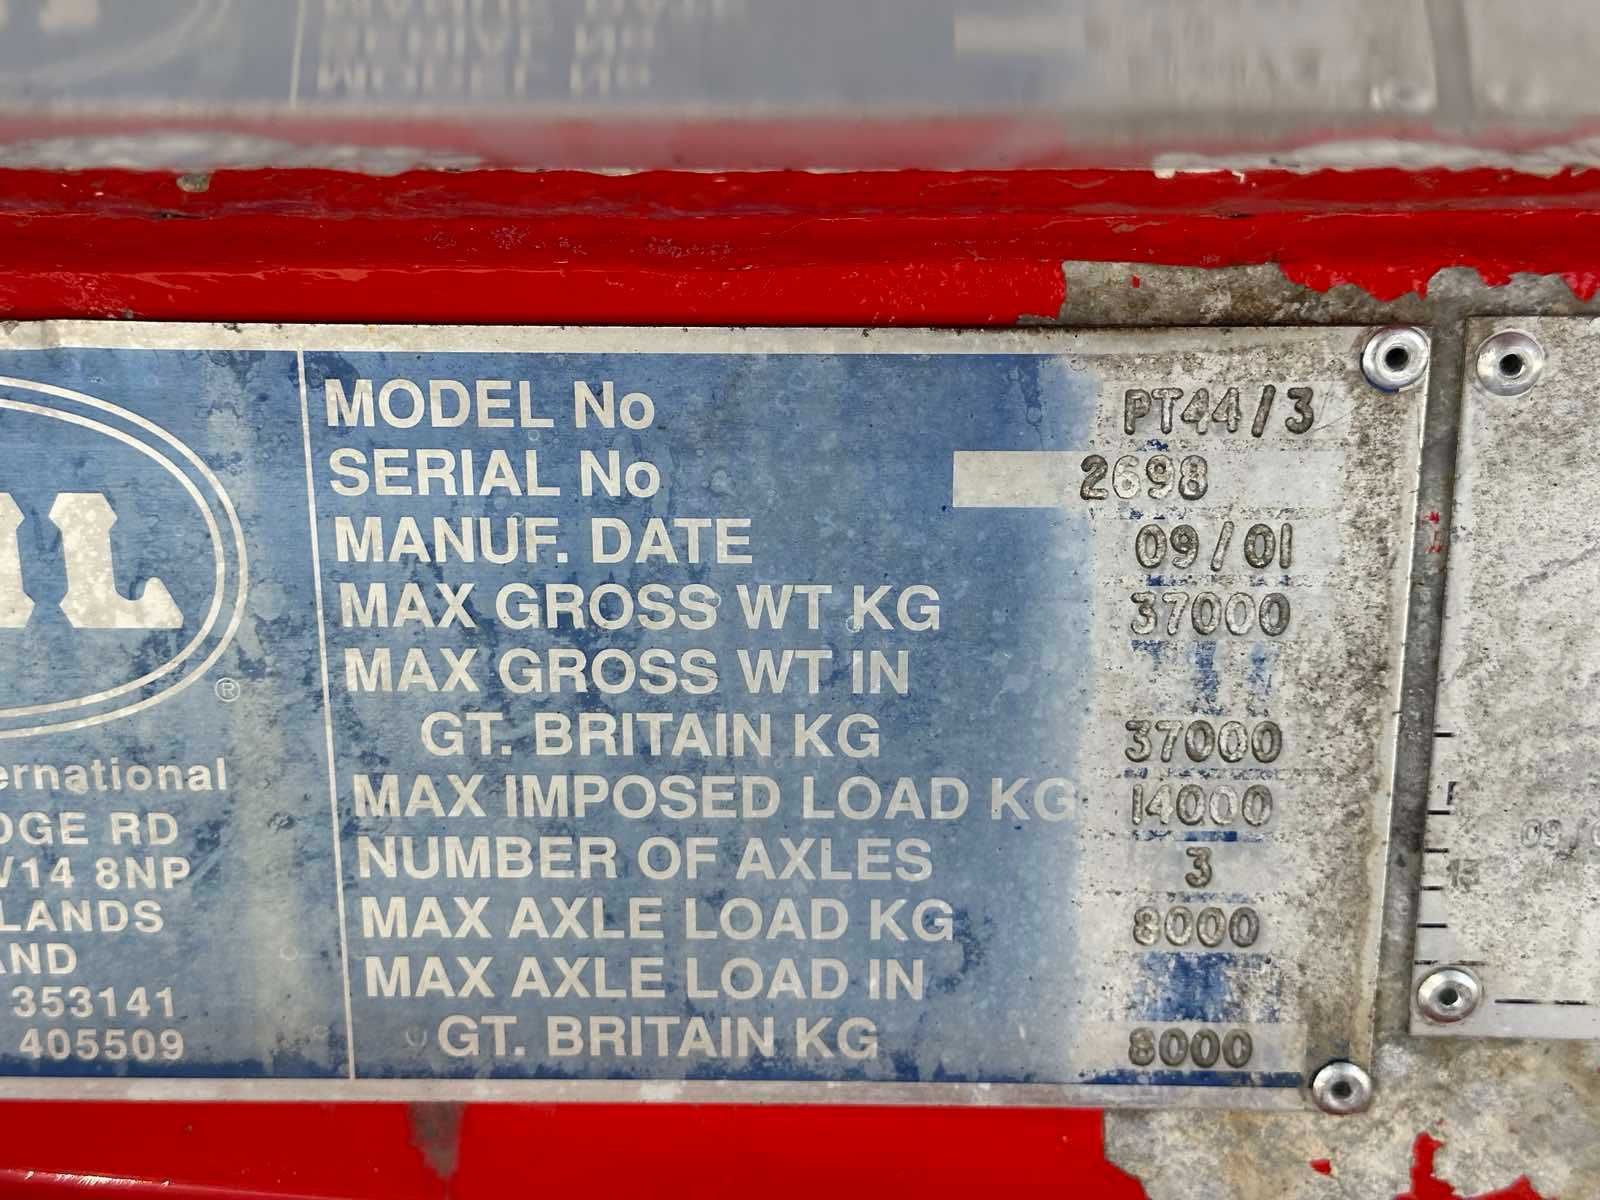 MODEL No PT44/3
SERIAL No 2698
MANUF. DATE 09/01
MAX GROSS WT KG 37000
MAX GROSS WT IN
GT. BRITAIN KG 37000
MAX IMPOSED LOAD KG 14000
NUMBER OF AXLES 3
MAX AXLE LOAD KG 8000
MAX AXLE LOAD IN
GT. BRITAIN KG 8000
IL
®
ernational
DGE RD
W14 8NP
LANDS
AND
353141
405509